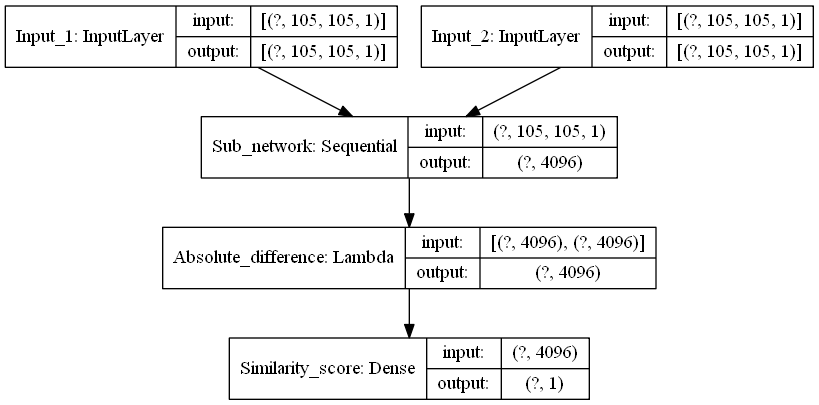 Input_1: InputLayer
input:
[(?, 105, 105, 1)]
output:
[(?, 105, 105, 1)]
Input_2: InputLayer
input:
[(?, 105, 105, 1)]
output:
[(?, 105, 105, 1)]
Sub_network: Sequential
input:
(?, 105, 105, 1)
output:
(?, 4096)
Absolute_difference: Lambda
input:
[(?, 4096), (?, 4096)]
output:
(?, 4096)
Similarity_score: Dense
input:
(?, 4096)
output:
(?, 1)